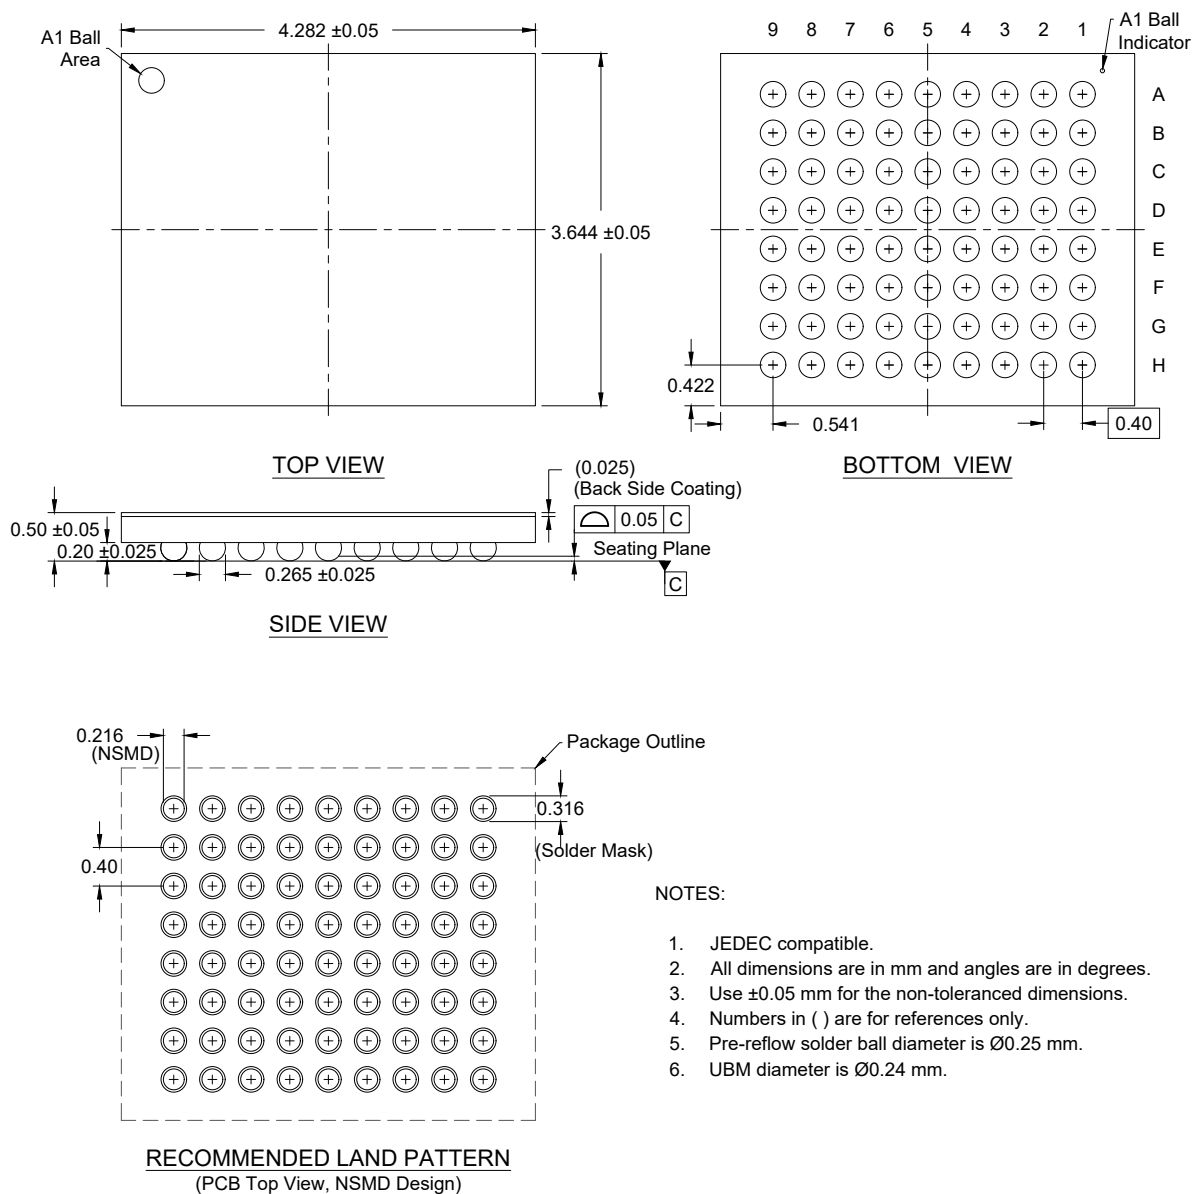 A1 Ball
Area
4.282 ±0.05
3.644 ±0.05
TOP VIEW
9 8 7 6 5 4 3 2 1
A1 Ball
Indicator
A
B
C
D
E
F
G
H
0.422
0.541
0.40
BOTTOM VIEW
(0.025)
(Back Side Coating)
0.05 C
Seating Plane
C
0.50 ±0.05
0.20 ±0.025
0.265 ±0.025
SIDE VIEW
0.216
(NSMD)
Package Outline
0.316
(Solder Mask)
0.40
RECOMMENDED LAND PATTERN
(PCB Top View, NSMD Design)
NOTES:
1. JEDEC compatible.
2. All dimensions are in mm and angles are in degrees.
3. Use ±0.05 mm for the non-toleranced dimensions.
4. Numbers in ( ) are for references only.
5. Pre-reflow solder ball diameter is Ø0.25 mm.
6. UBM diameter is Ø0.24 mm.